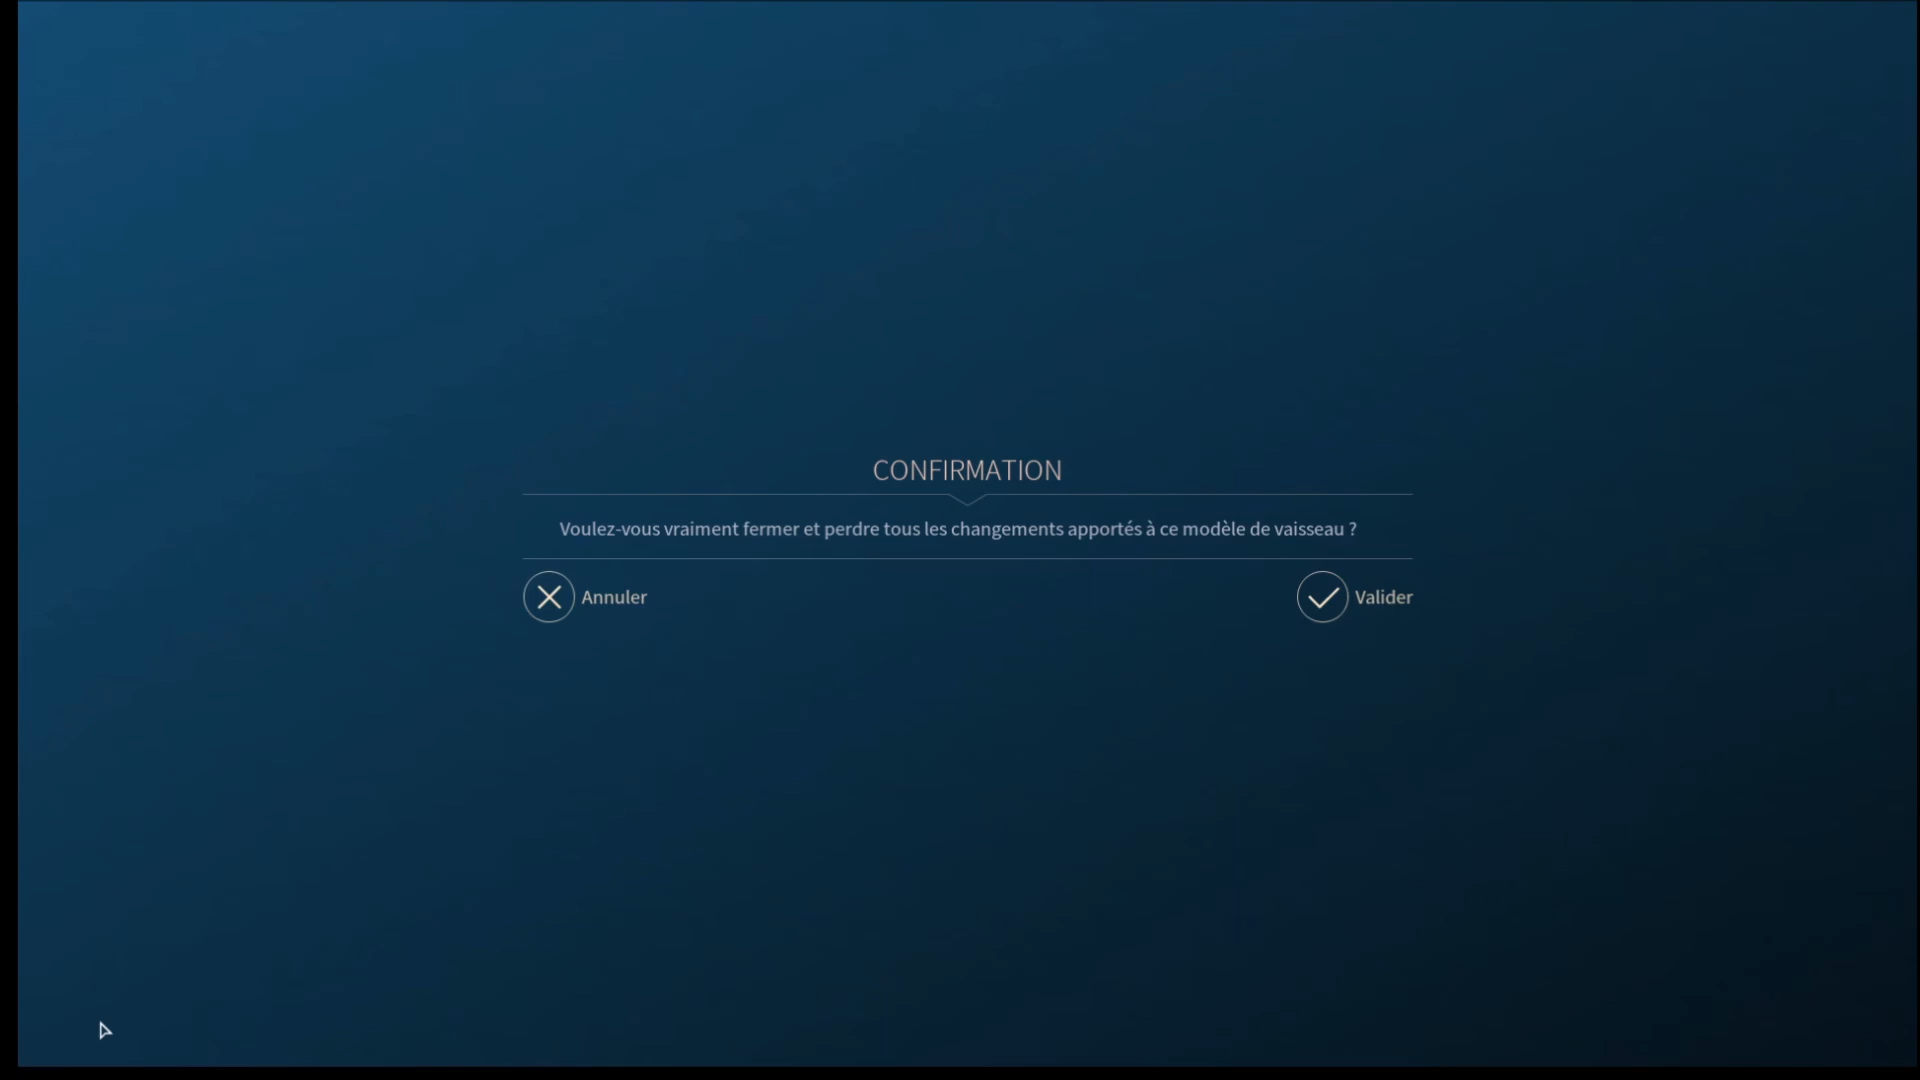 CONFIRMATION
Voulez-vous vraiment fermer et perdre tous les changements apportés à ce modèle de vaisseau ?
Annuler
Valider